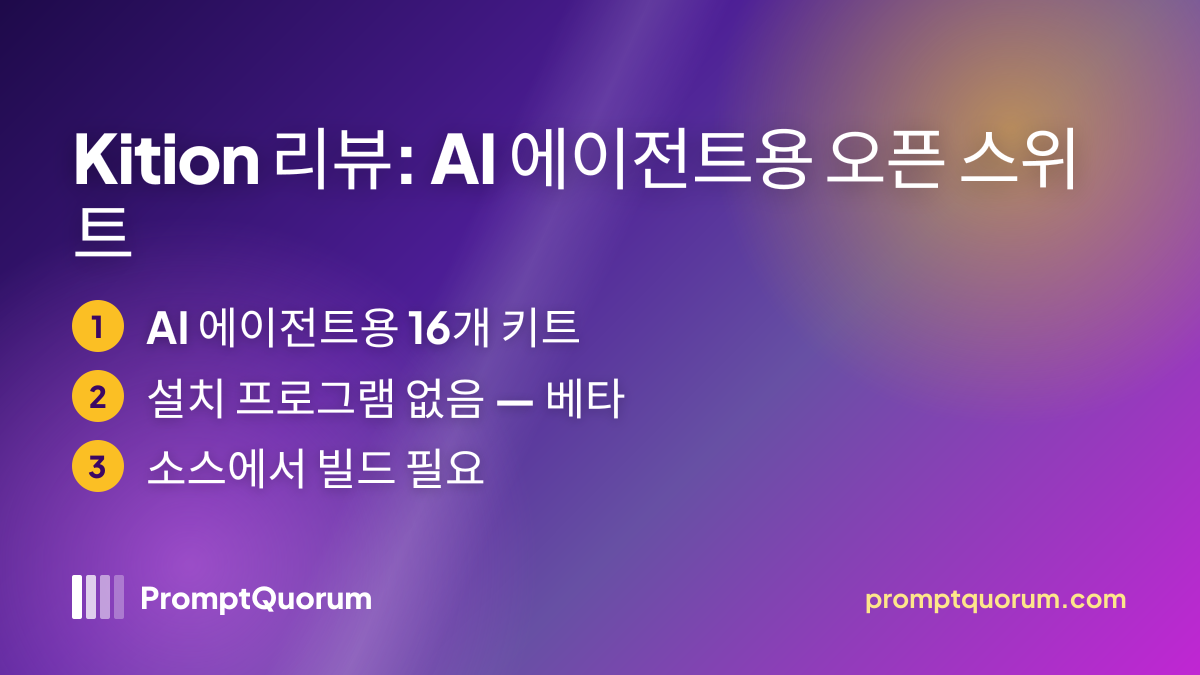 Kition 리뷰: AI 에이전트용 오픈 스위
트
1 AI 에이전트용 16개 키트
2 설치 프로그램 없음 — 베타
3 소스에서 빌드 필요
PromptQuorum
promptquorum.com